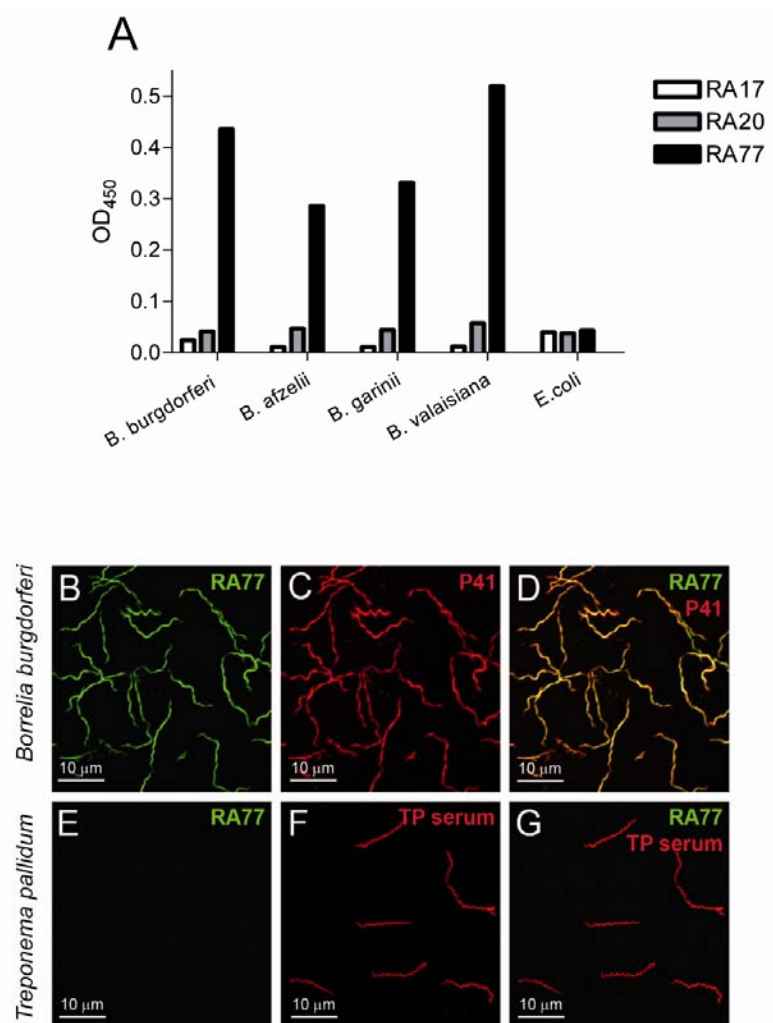 A
RA17
RA20
RA77
OD450
0.5
0.4
0.3
0.2
0.1
0.0
B. burgdorferi
B. afzelii
B. garinii
B. valaisiana
E.coli
Borrelia burgdorferi
B RA77
10 µm
C P41
10 µm
D RA77
P41
10 µm
Treponema pallidum
E RA77
10 µm
F TP serum
10 µm
G RA77
TP serum
10 µm